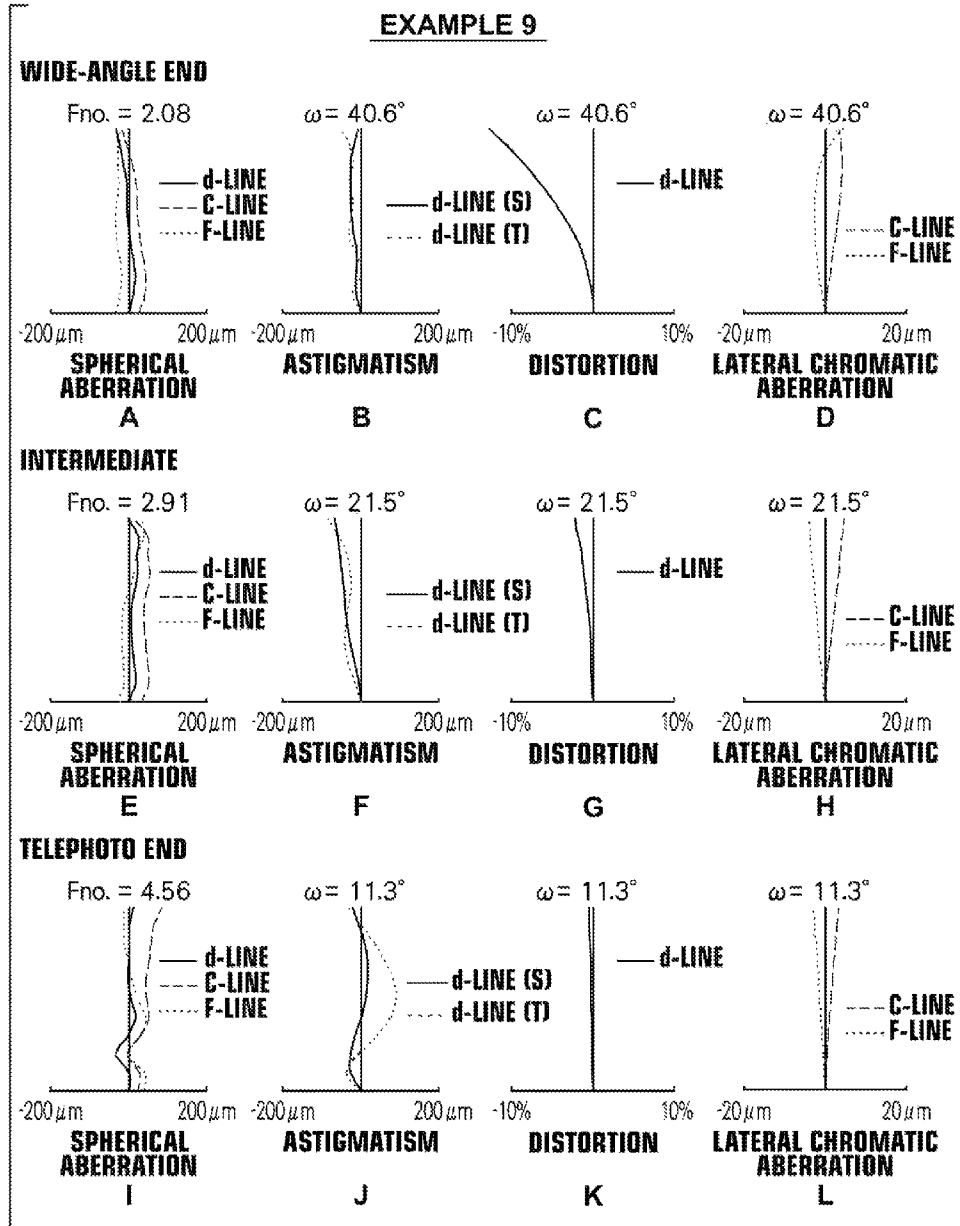 EXAMPLE 9
WIDE-ANGLE END
Fno. = 2.08
d-LINE
C-LINE
F-LINE
-200μm 200μm
SPHERICAL
ABERRATION
A
ω= 40.6°
d-LINE (S)
d-LINE (T)
-200μm 200μm
ASTIGMATISM
B
ω= 40.6°
d-LINE
-10% 10%
DISTORTION
C
ω= 40.6°
C-LINE
F-LINE
-20μm 20μm
LATERAL CHROMATIC
ABERRATION
D
INTERMEDIATE
Fno. = 2.91
d-LINE
C-LINE
F-LINE
-200μm 200μm
SPHERICAL
ABERRATION
E
ω= 21.5°
d-LINE (S)
d-LINE (T)
-200μm 200μm
ASTIGMATISM
F
ω= 21.5°
d-LINE
-10% 10%
DISTORTION
G
ω= 21.5°
C-LINE
F-LINE
-20μm 20μm
LATERAL CHROMATIC
ABERRATION
H
TELEPHOTO END
Fno. = 4.56
d-LINE
C-LINE
F-LINE
-200μm 200μm
SPHERICAL
ABERRATION
I
ω= 11.3°
d-LINE (S)
d-LINE (T)
-200μm 200μm
ASTIGMATISM
J
ω= 11.3°
d-LINE
-10% 10%
DISTORTION
K
ω= 11.3°
C-LINE
F-LINE
-20μm 20μm
LATERAL CHROMATIC
ABERRATION
L